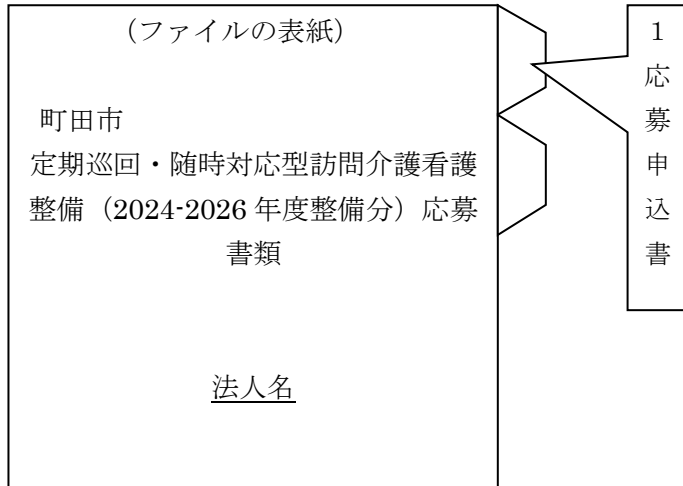 (ファイルの表紙)
町田市
定期巡回・随時対応型訪問介護看護
整備(2024-2026 年度整備分)応募
書類
法人名
1応募申込書